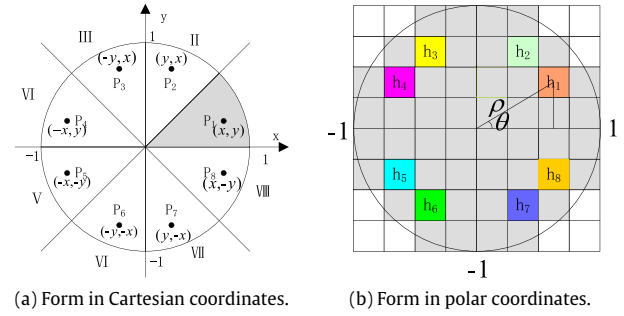 y
III
1
II
(-y,x)
(y,x)
P₃
P₂
VI
P₄
(-x,y)
P₁
(x,y)
x
-1
1
P₅
(-x,-y)
P₈
(x,-y)
V
VIII
P₆
(-y,-x)
P₇
(y,-x)
VI
VII
-1
(a) Form in Cartesian coordinates.
h₃
h₂
h₄
h₁
ρ
θ
-1
1
h₅
h₈
h₆
h₇
-1
(b) Form in polar coordinates.